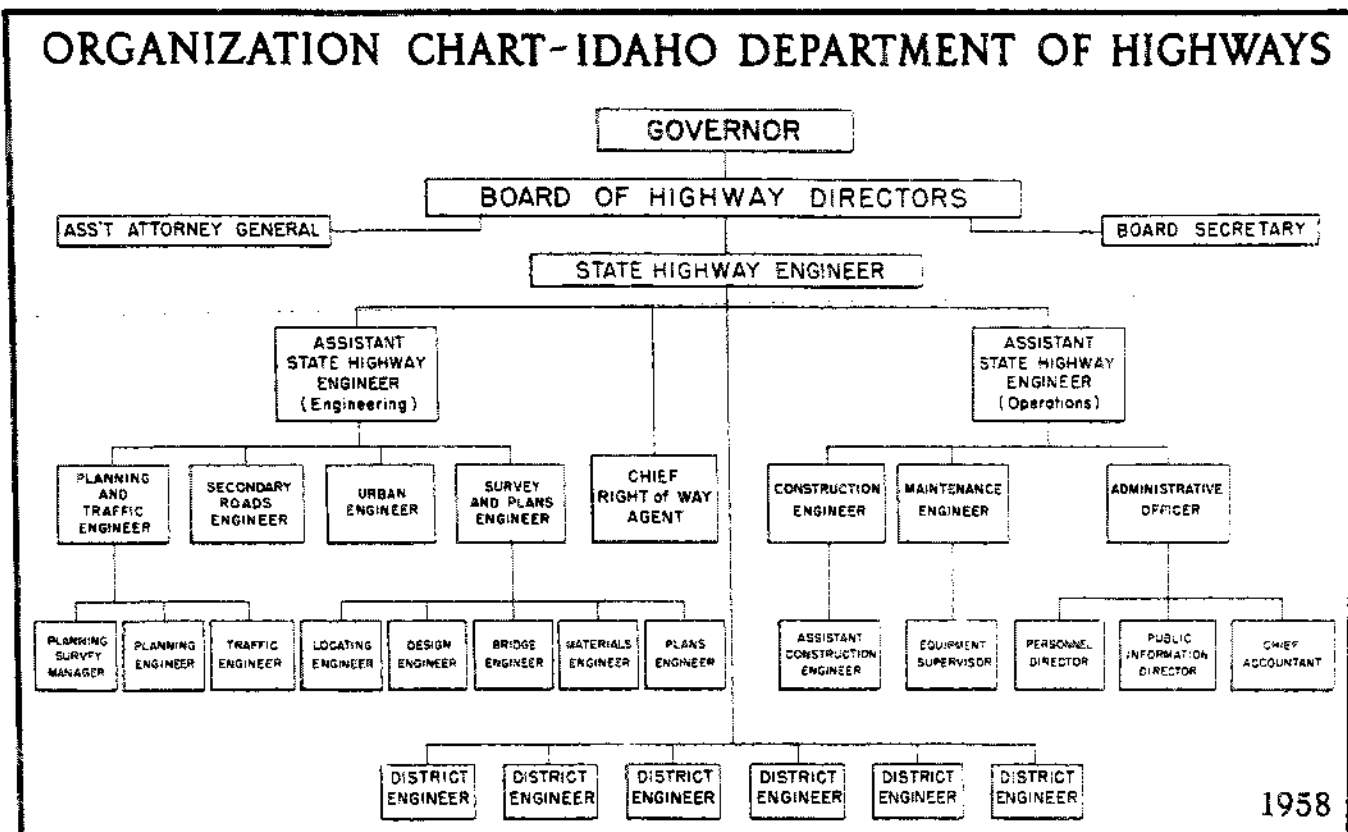 ORGANIZATION CHART-IDAHO DEPARTMENT OF HIGHWAYS
GOVERNOR
BOARD OF HIGHWAY DIRECTORS
ASS'T ATTORNEY GENERAL
BOARD SECRETARY
STATE HIGHWAY ENGINEER
ASSISTANT
STATE HIGHWAY
ENGINEER
(Engineering)
ASSISTANT
STATE HIGHWAY
ENGINEER
(Operations)
PLANNING
AND
TRAFFIC
ENGINEER
SECONDARY
ROADS
ENGINEER
URBAN
ENGINEER
SURVEY
AND PLANS
ENGINEER
CHIEF
RIGHT of WAY
AGENT
CONSTRUCTION
ENGINEER
MAINTENANCE
ENGINEER
ADMINISTRATIVE
OFFICER
PLANNING
SURVEY
MANAGER
PLANNING
ENGINEER
TRAFFIC
ENGINEER
LOCATING
ENGINEER
DESIGN
ENGINEER
BRIDGE
ENGINEER
MATERIALS
ENGINEER
PLANS
ENGINEER
ASSISTANT
CONSTRUCTION
ENGINEER
EQUIPMENT
SUPERVISOR
PERSONNEL
DIRECTOR
PUBLIC
INFORMATION
DIRECTOR
CHIEF
ACCOUNTANT
DISTRICT
ENGINEER
DISTRICT
ENGINEER
DISTRICT
ENGINEER
DISTRICT
ENGINEER
DISTRICT
ENGINEER
DISTRICT
ENGINEER
1958